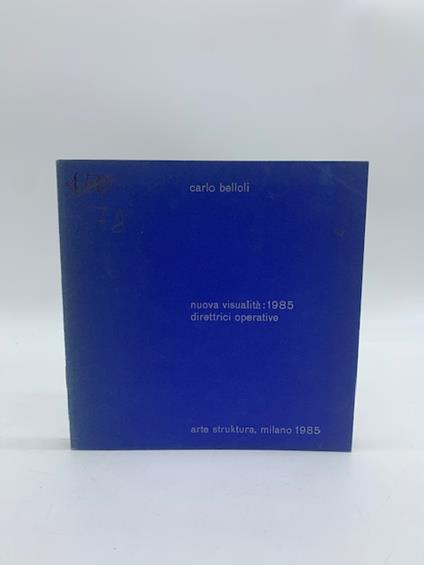 carlo belloli
nuova visualità: 1985
direttrici operative
arte struktura, milano 1985